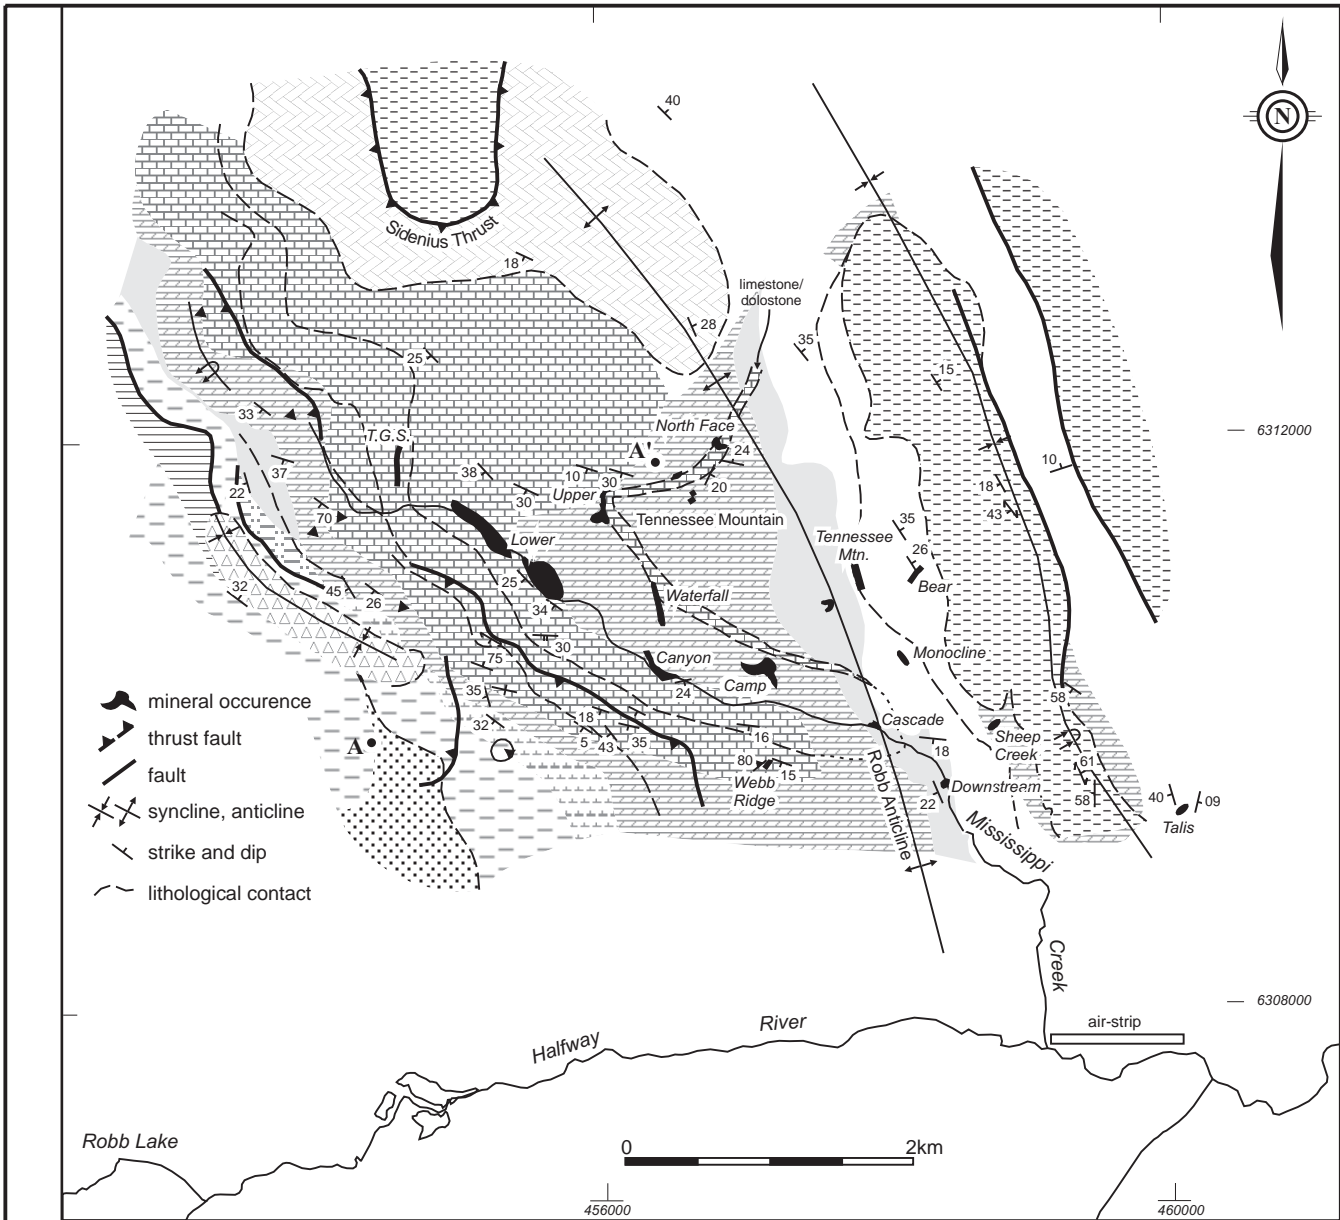 N
40
Sidenius Thrust
18
limestone/
dolostone
28
35
25
15
33
T.G.S.
North Face
6312000
A'
24
10
37
38
10
30
20
22
30
Upper
18
43
70
Tennessee Mountain
35
Lower
Tennessee
Mtn.
26
25
Bear
32
45
26
34
Waterfall
30
75
Canyon
Monocline
35
24
Camp
58
mineral occurence
18
Cascade
32
thrust fault
A
5
43
35
16
18
Sheep
Creek
61
80
15
Webb
Ridge
fault
Robb Anticline
22
Downstream
58
40
09
Talis
syncline, anticline
Mississippi
strike and dip
lithological contact
Creek
6308000
air-strip
Halfway
River
Robb Lake
0
2km
456000
460000